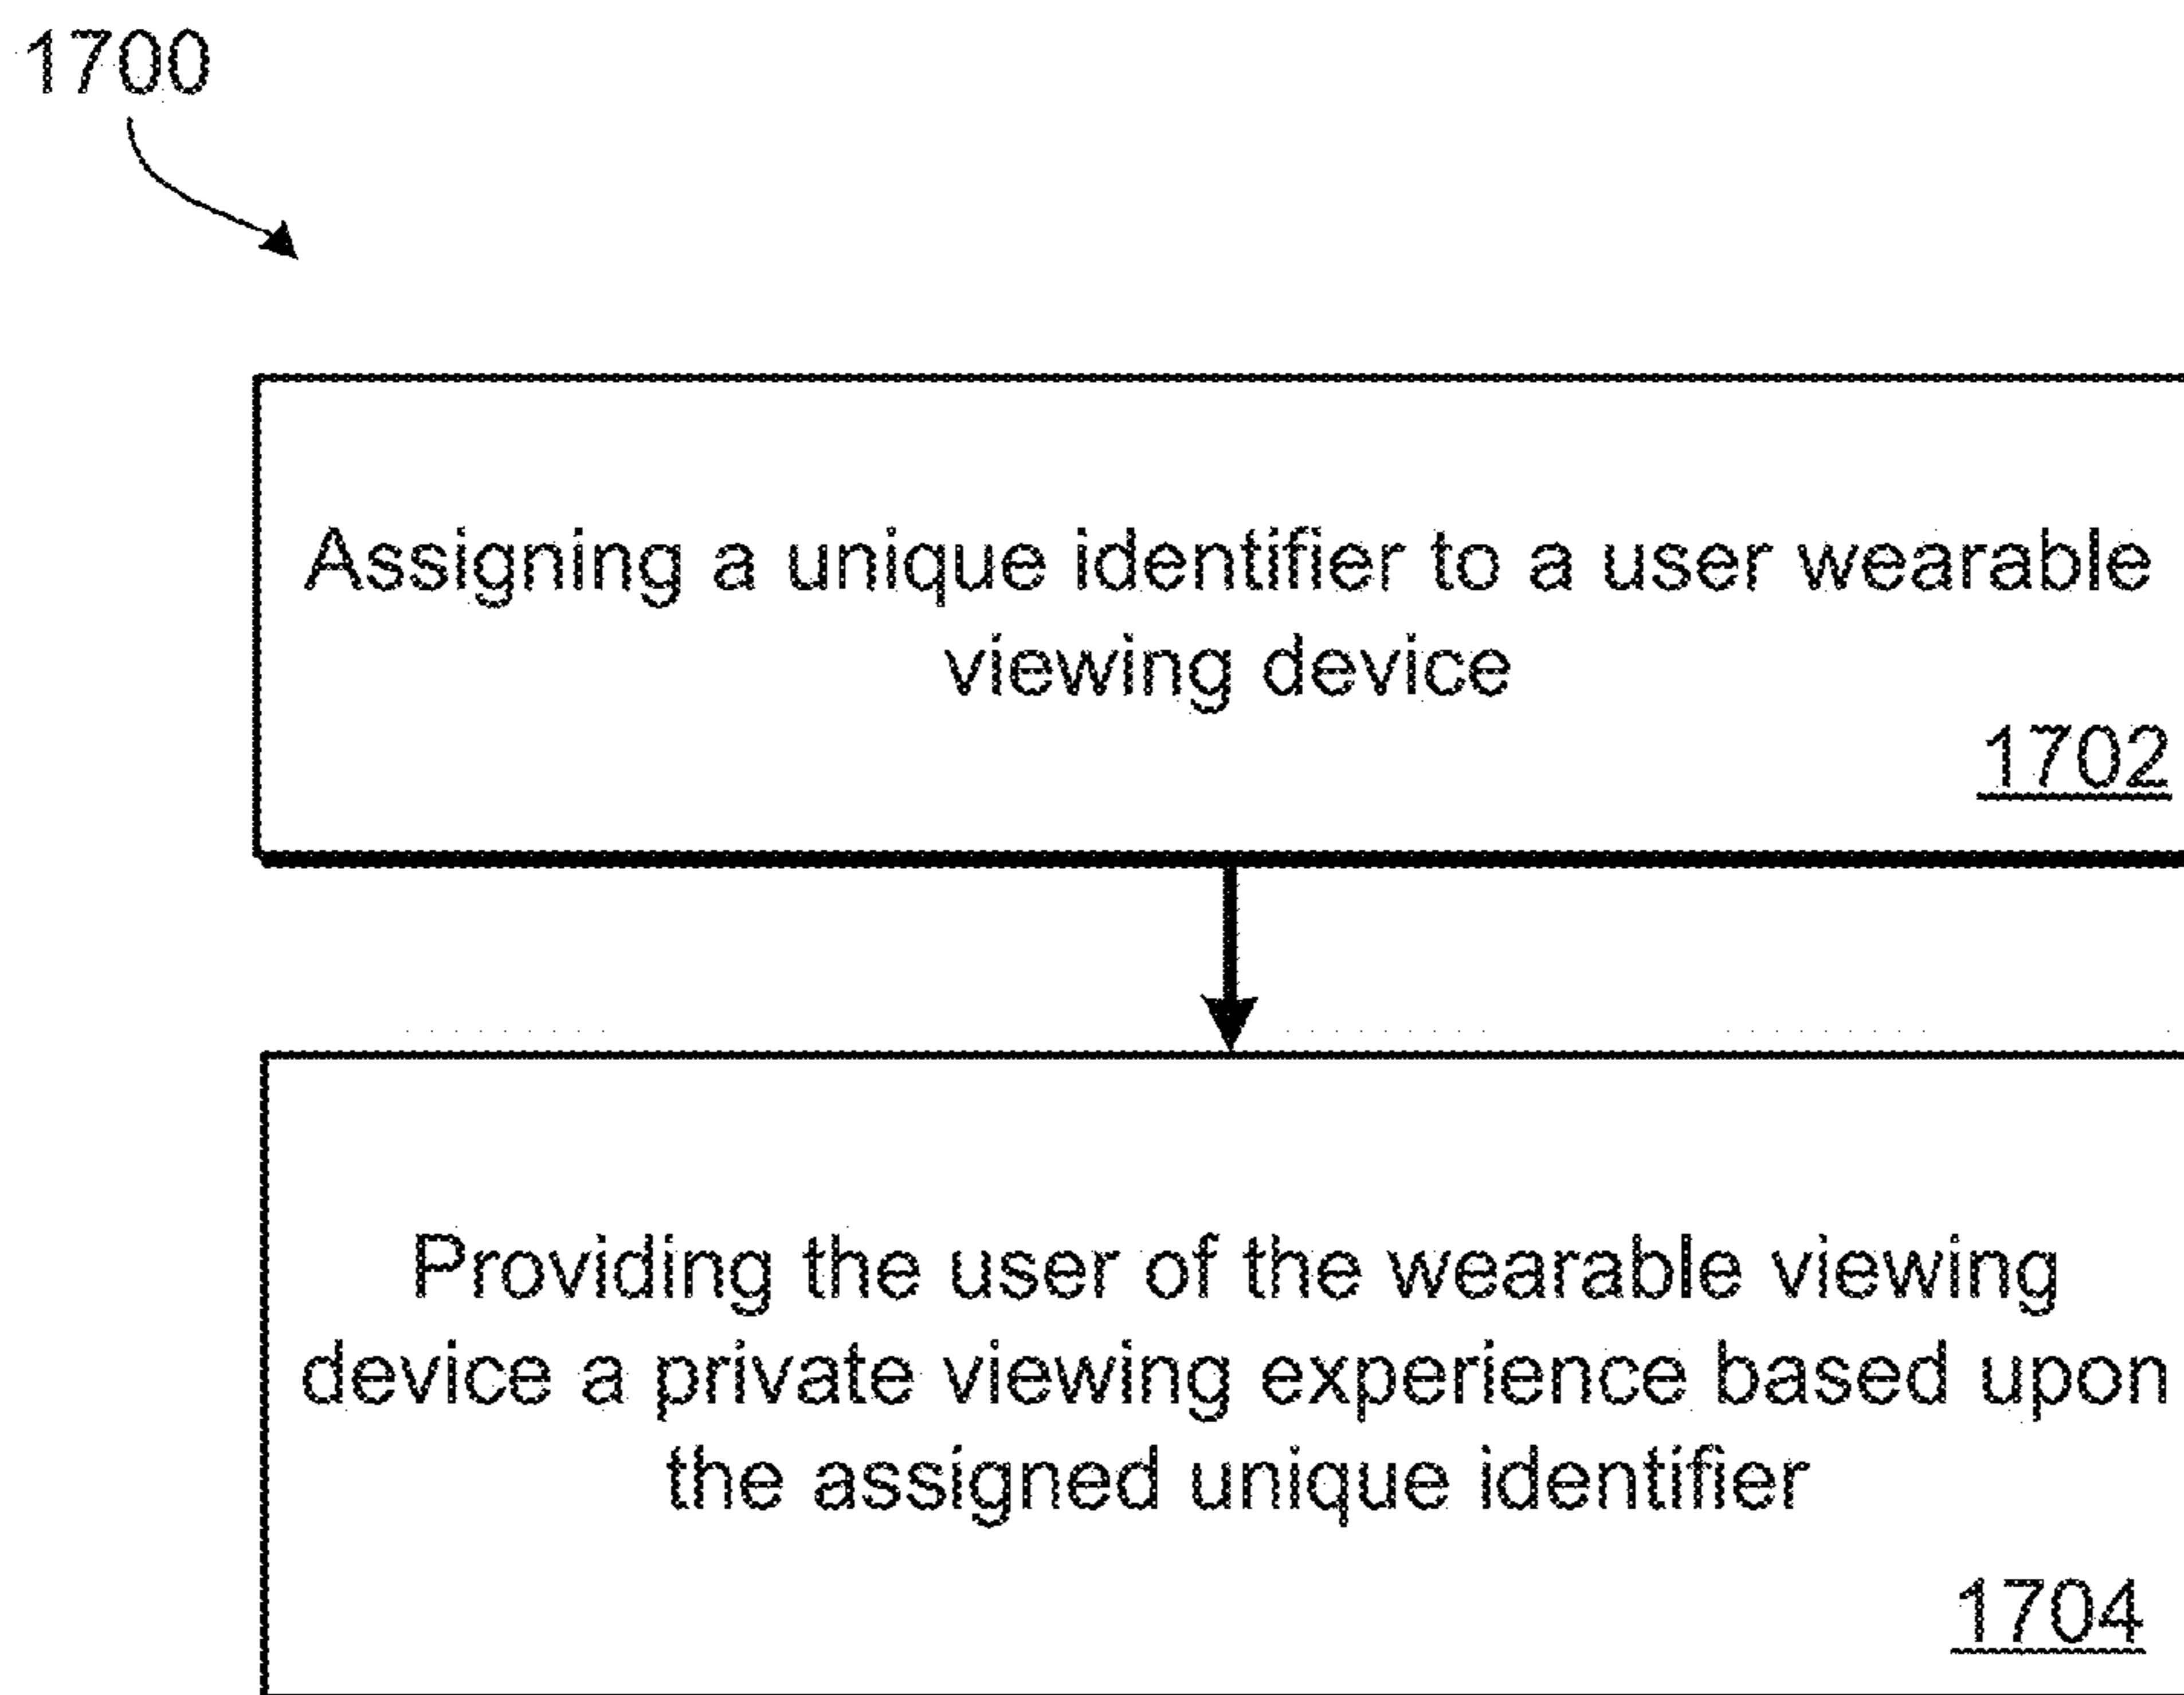 1700
Assigning a unique identifier to a user wearable
viewing device
1702
Providing the user of the wearable viewing
device a private viewing experience based upon
the assigned unique identifier
1704